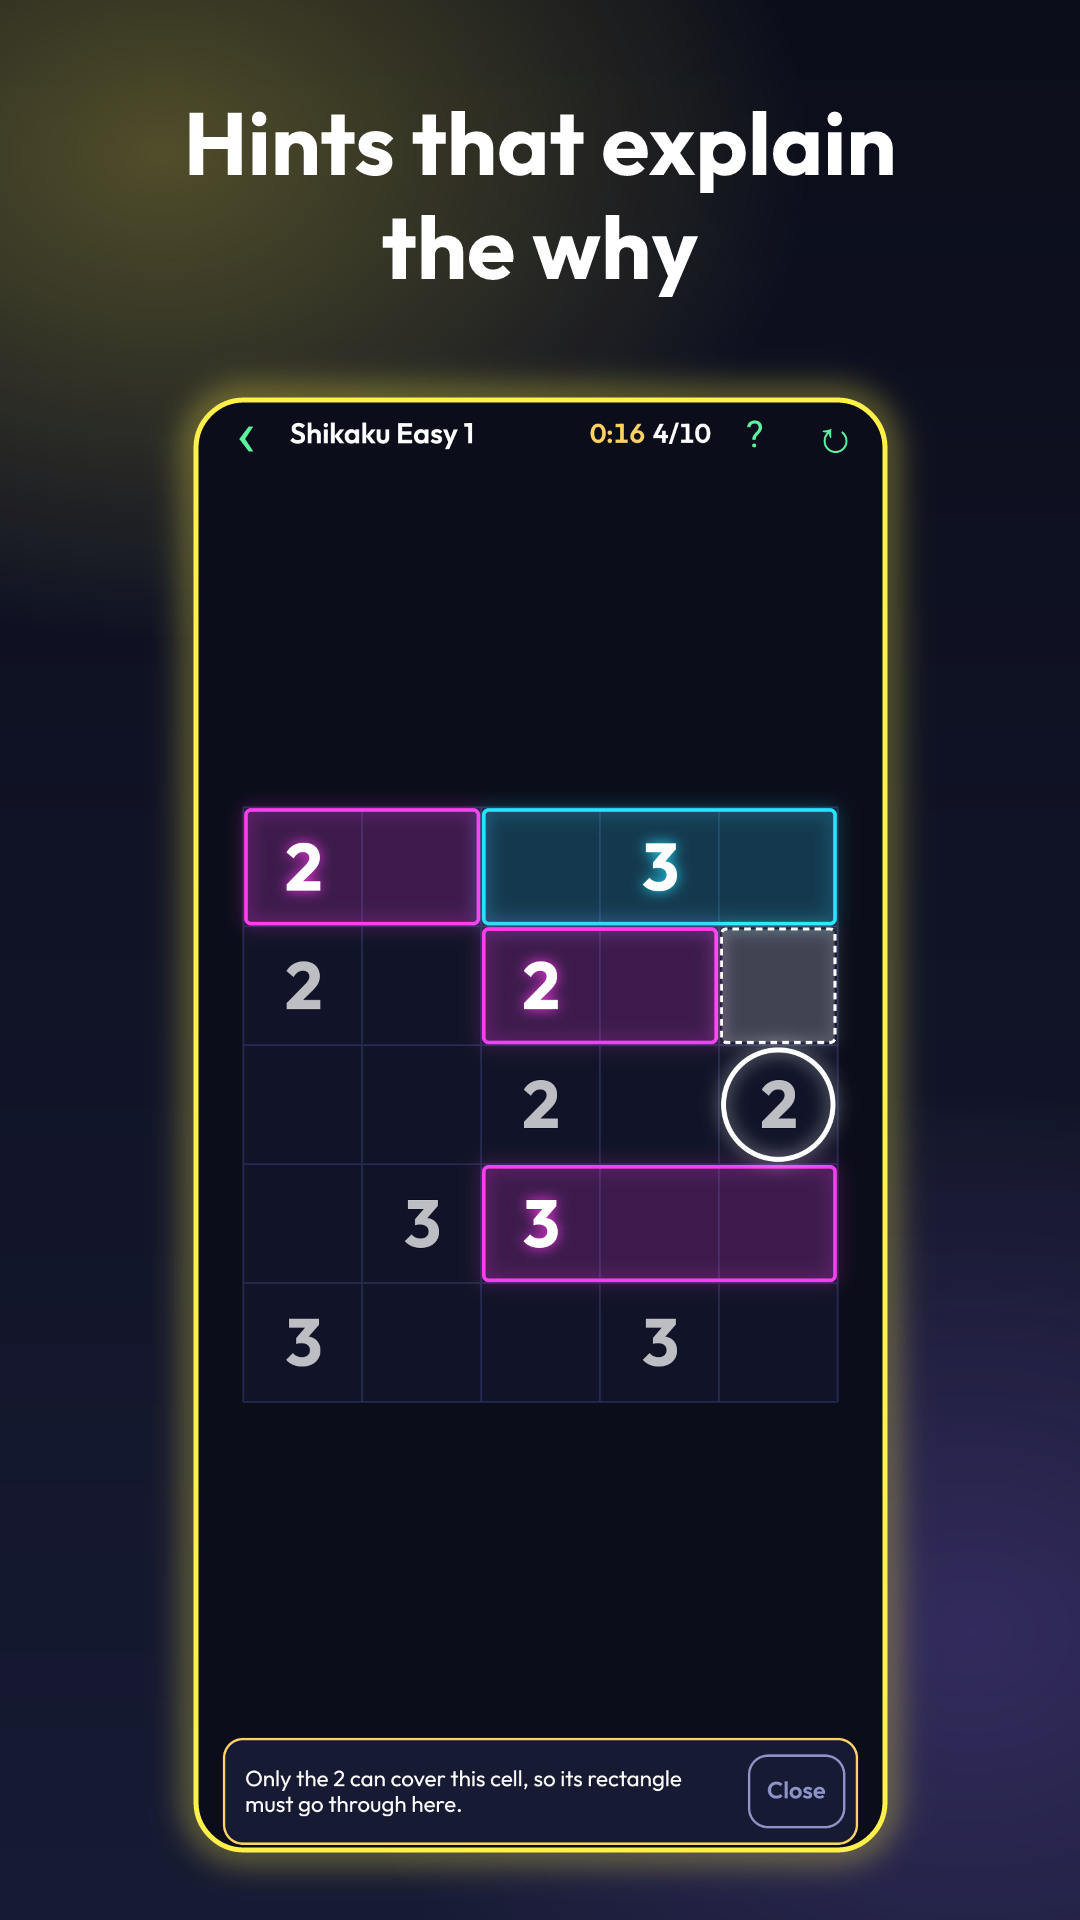 Hints that explain
the why
Shikaku Easy 1 0:16 4/10 ?
2 3
2 2
2 2
3 3
3 3
Only the 2 can cover this cell, so its rectangle
must go through here.
Close